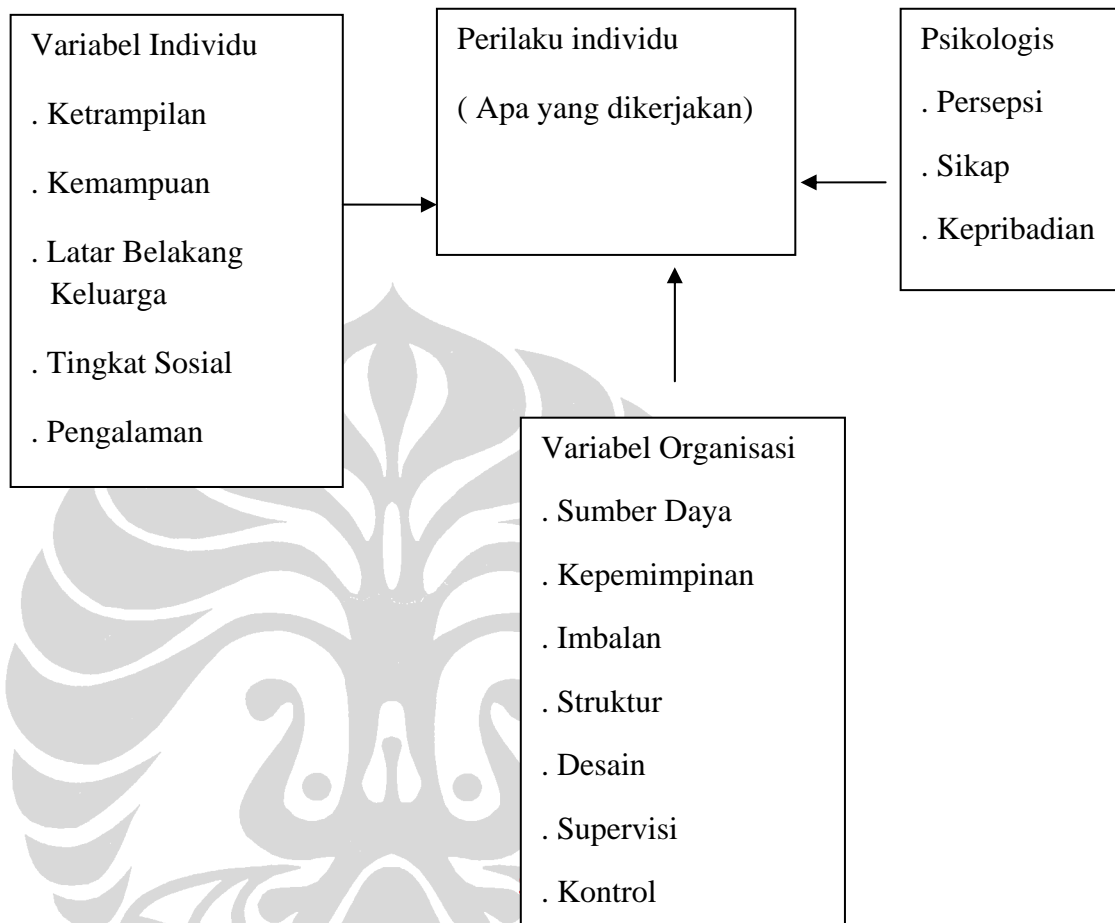 Variabel Individu
. Ketrampilan
. Kemampuan
. Latar Belakang
Keluarga
. Tingkat Sosial
. Pengalaman
Perilaku individu
( Apa yang dikerjakan)
Psikologis
. Persepsi
. Sikap
. Kepribadian
Variabel Organisasi
. Sumber Daya
. Kepemimpinan
. Imbalan
. Struktur
. Desain
. Supervisi
. Kontrol